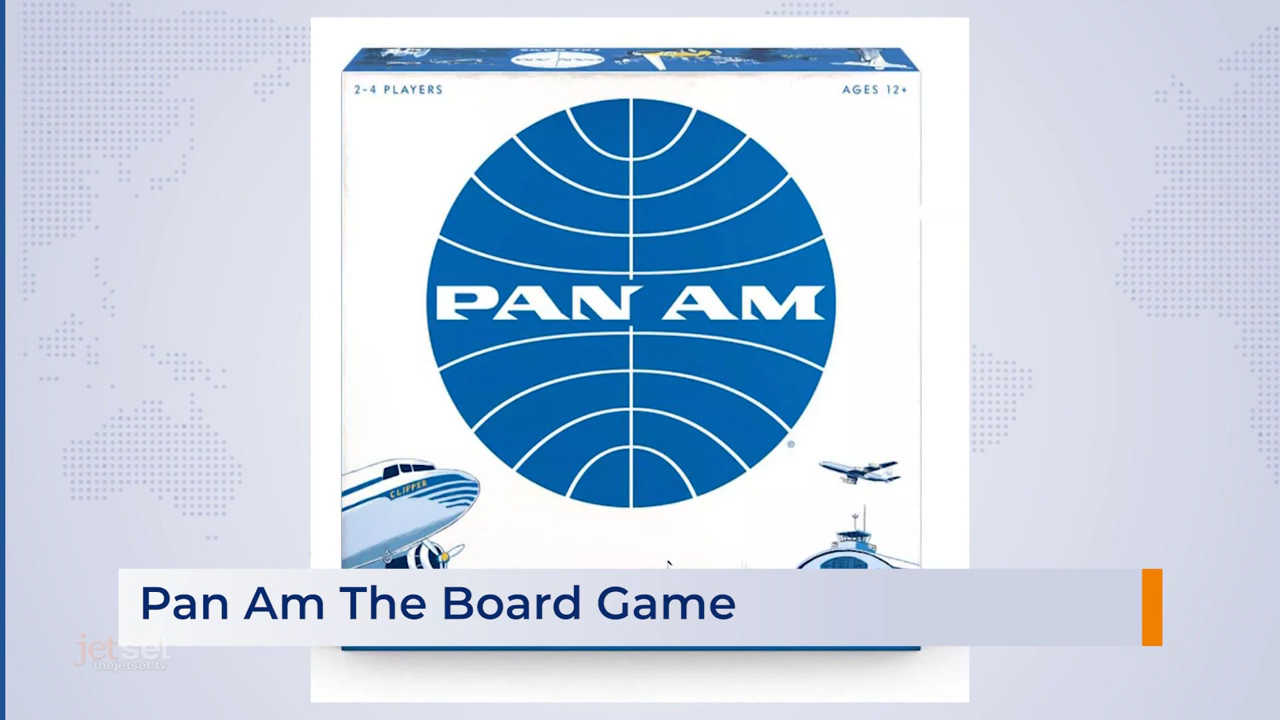 2-4 PLAYERS
AGES 12+
PAN AM
®
CLIPPER
Pan Am The Board Game
jetset
thejetset.tv